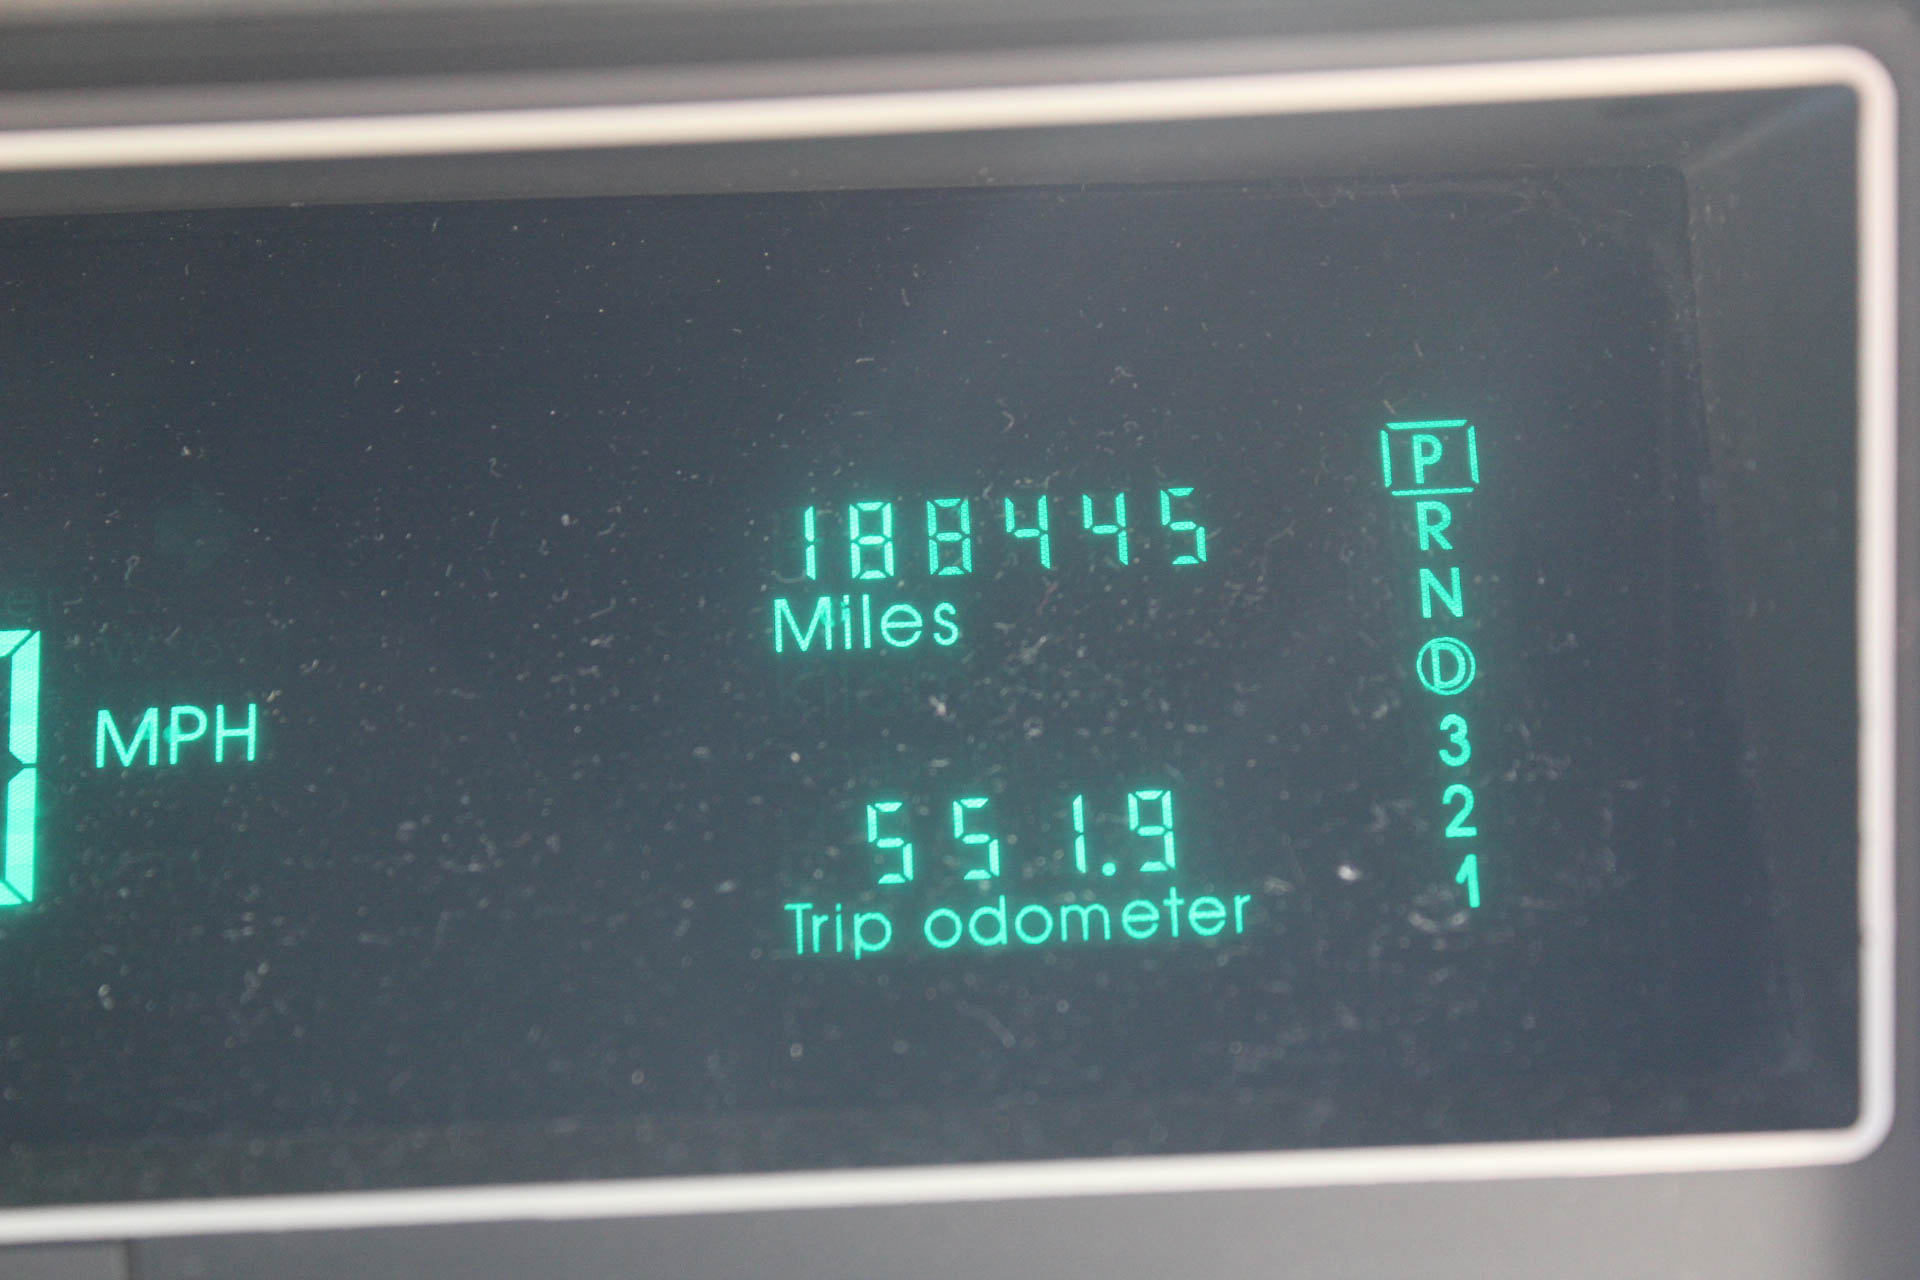 188445
Miles
MPH
551.9
Trip odometer
P
R
N
D
3
2
1